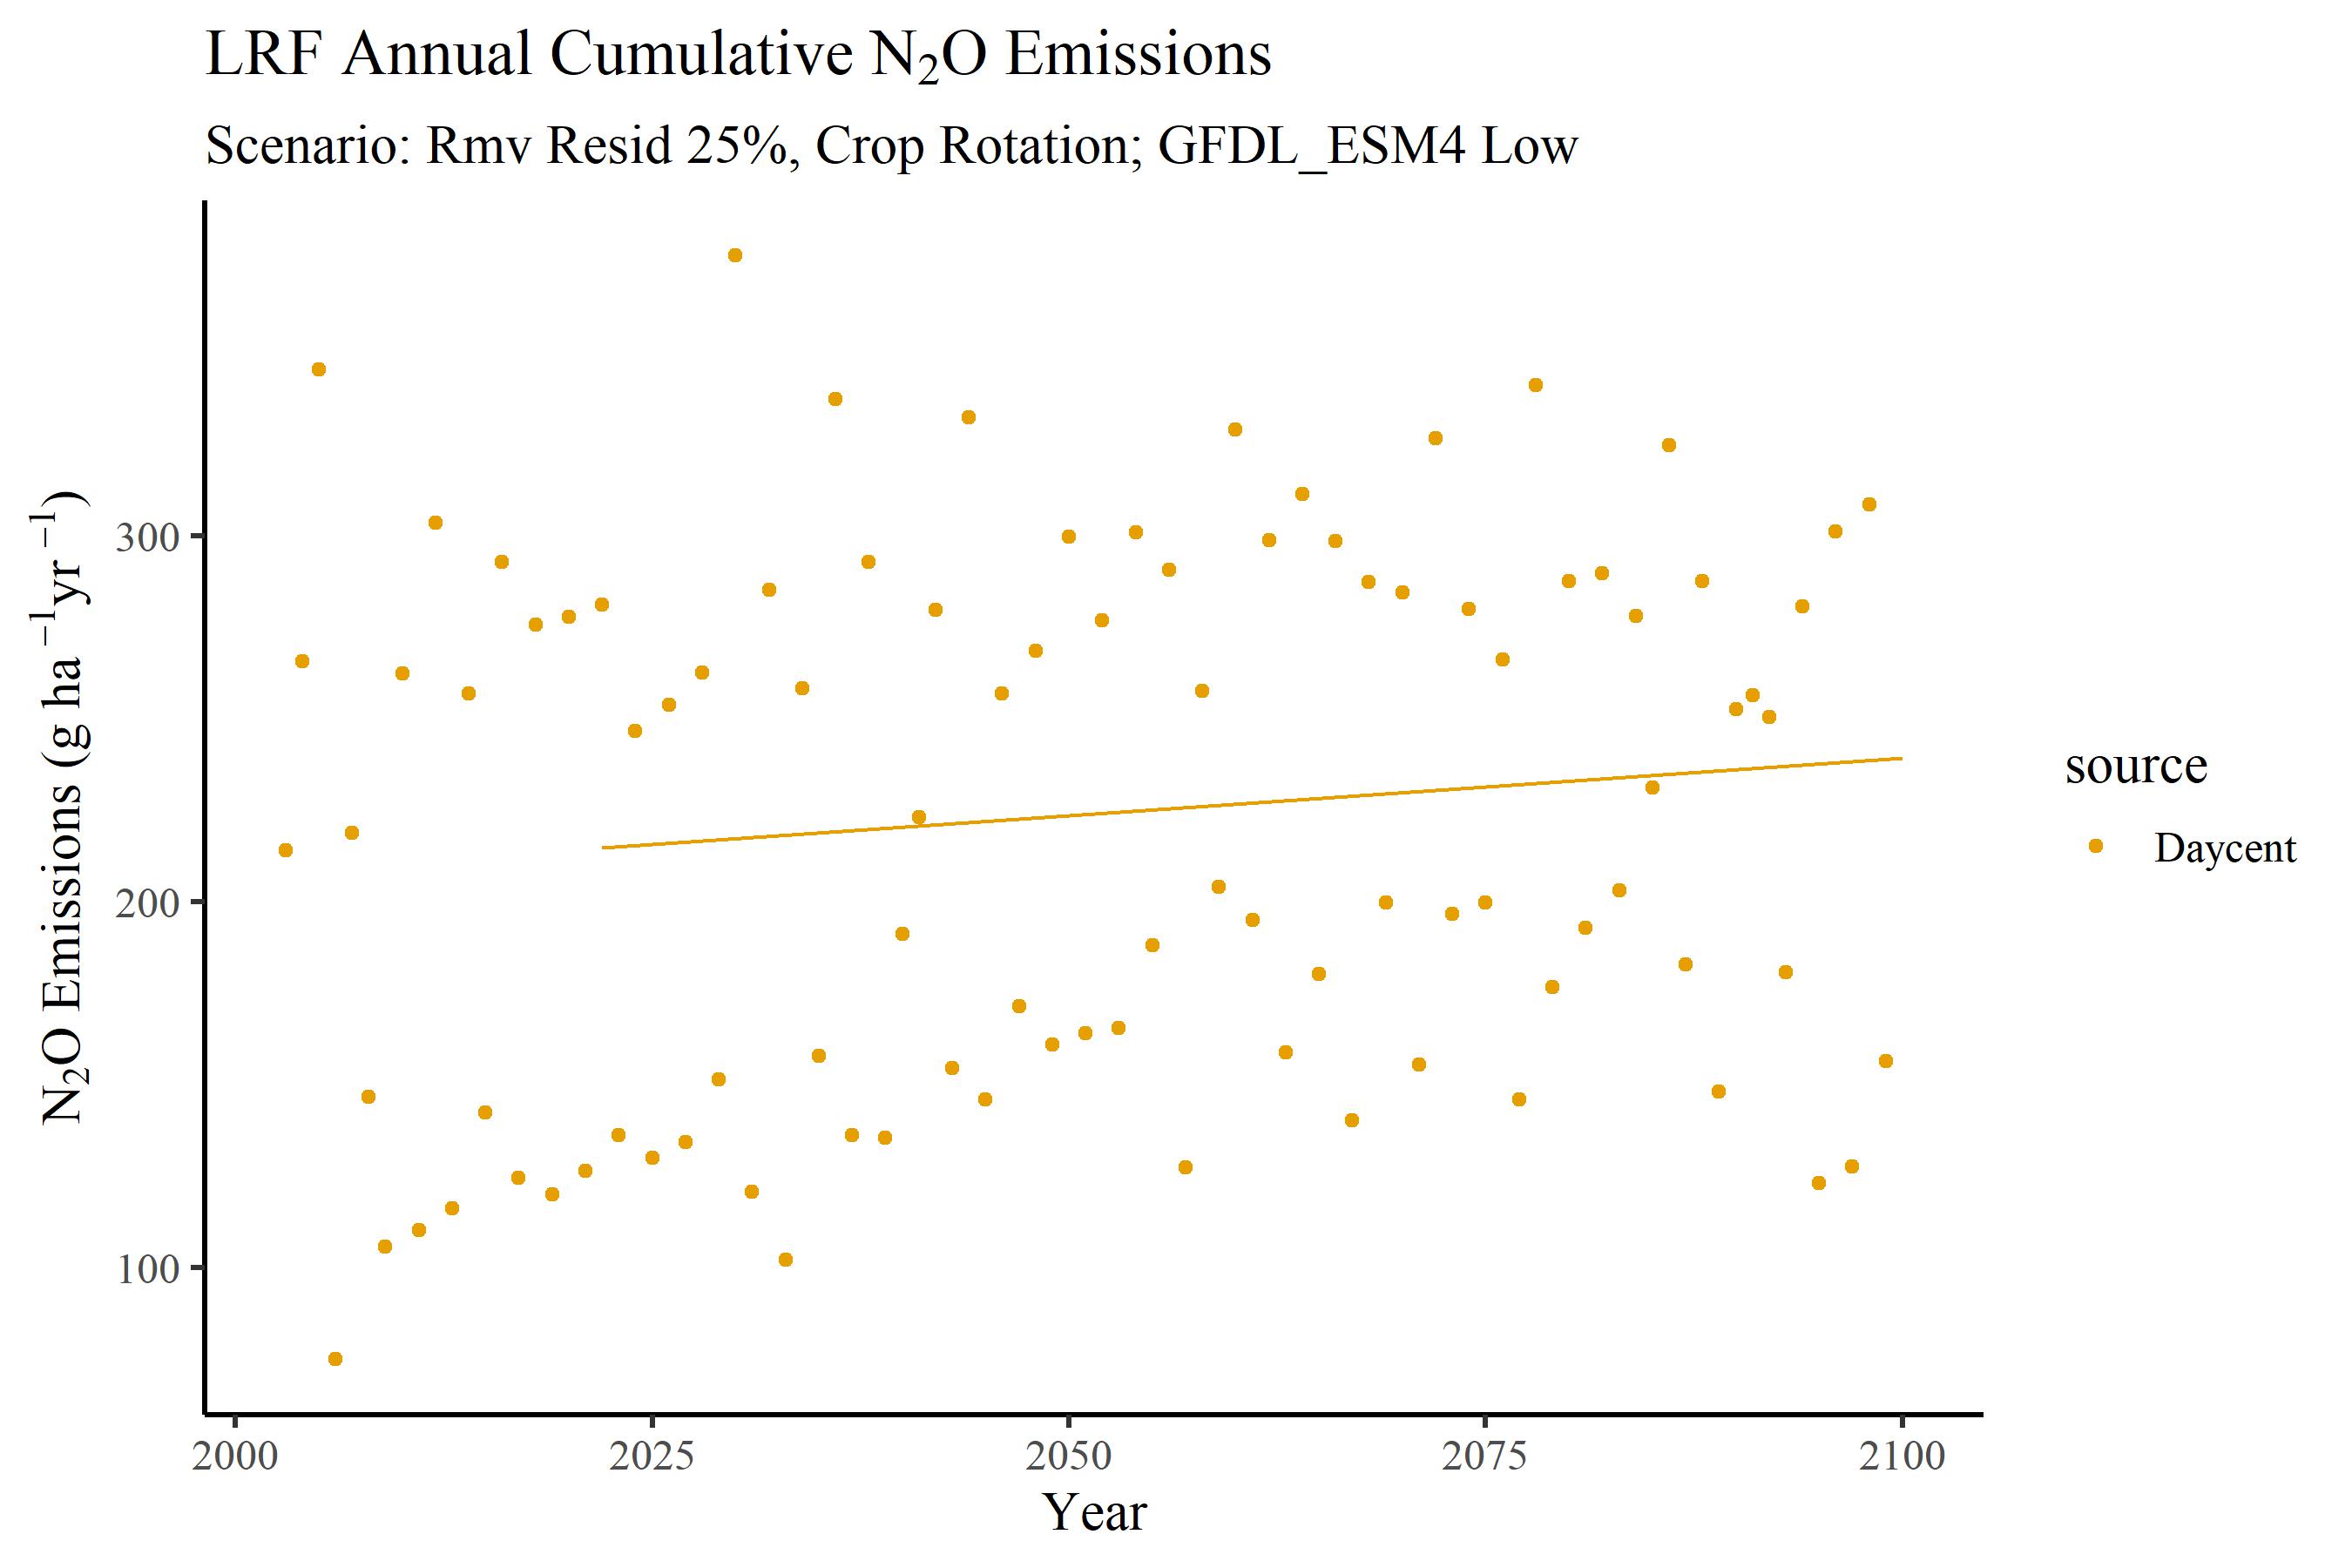 LRF Annual Cumulative N₂O Emissions
Scenario: Rmv Resid 25%, Crop Rotation; GFDL_ESM4 Low
N₂O Emissions (g ha ⁻¹yr ⁻¹)
300
200
100
2000 2025 2050 2075 2100
Year
source
Daycent